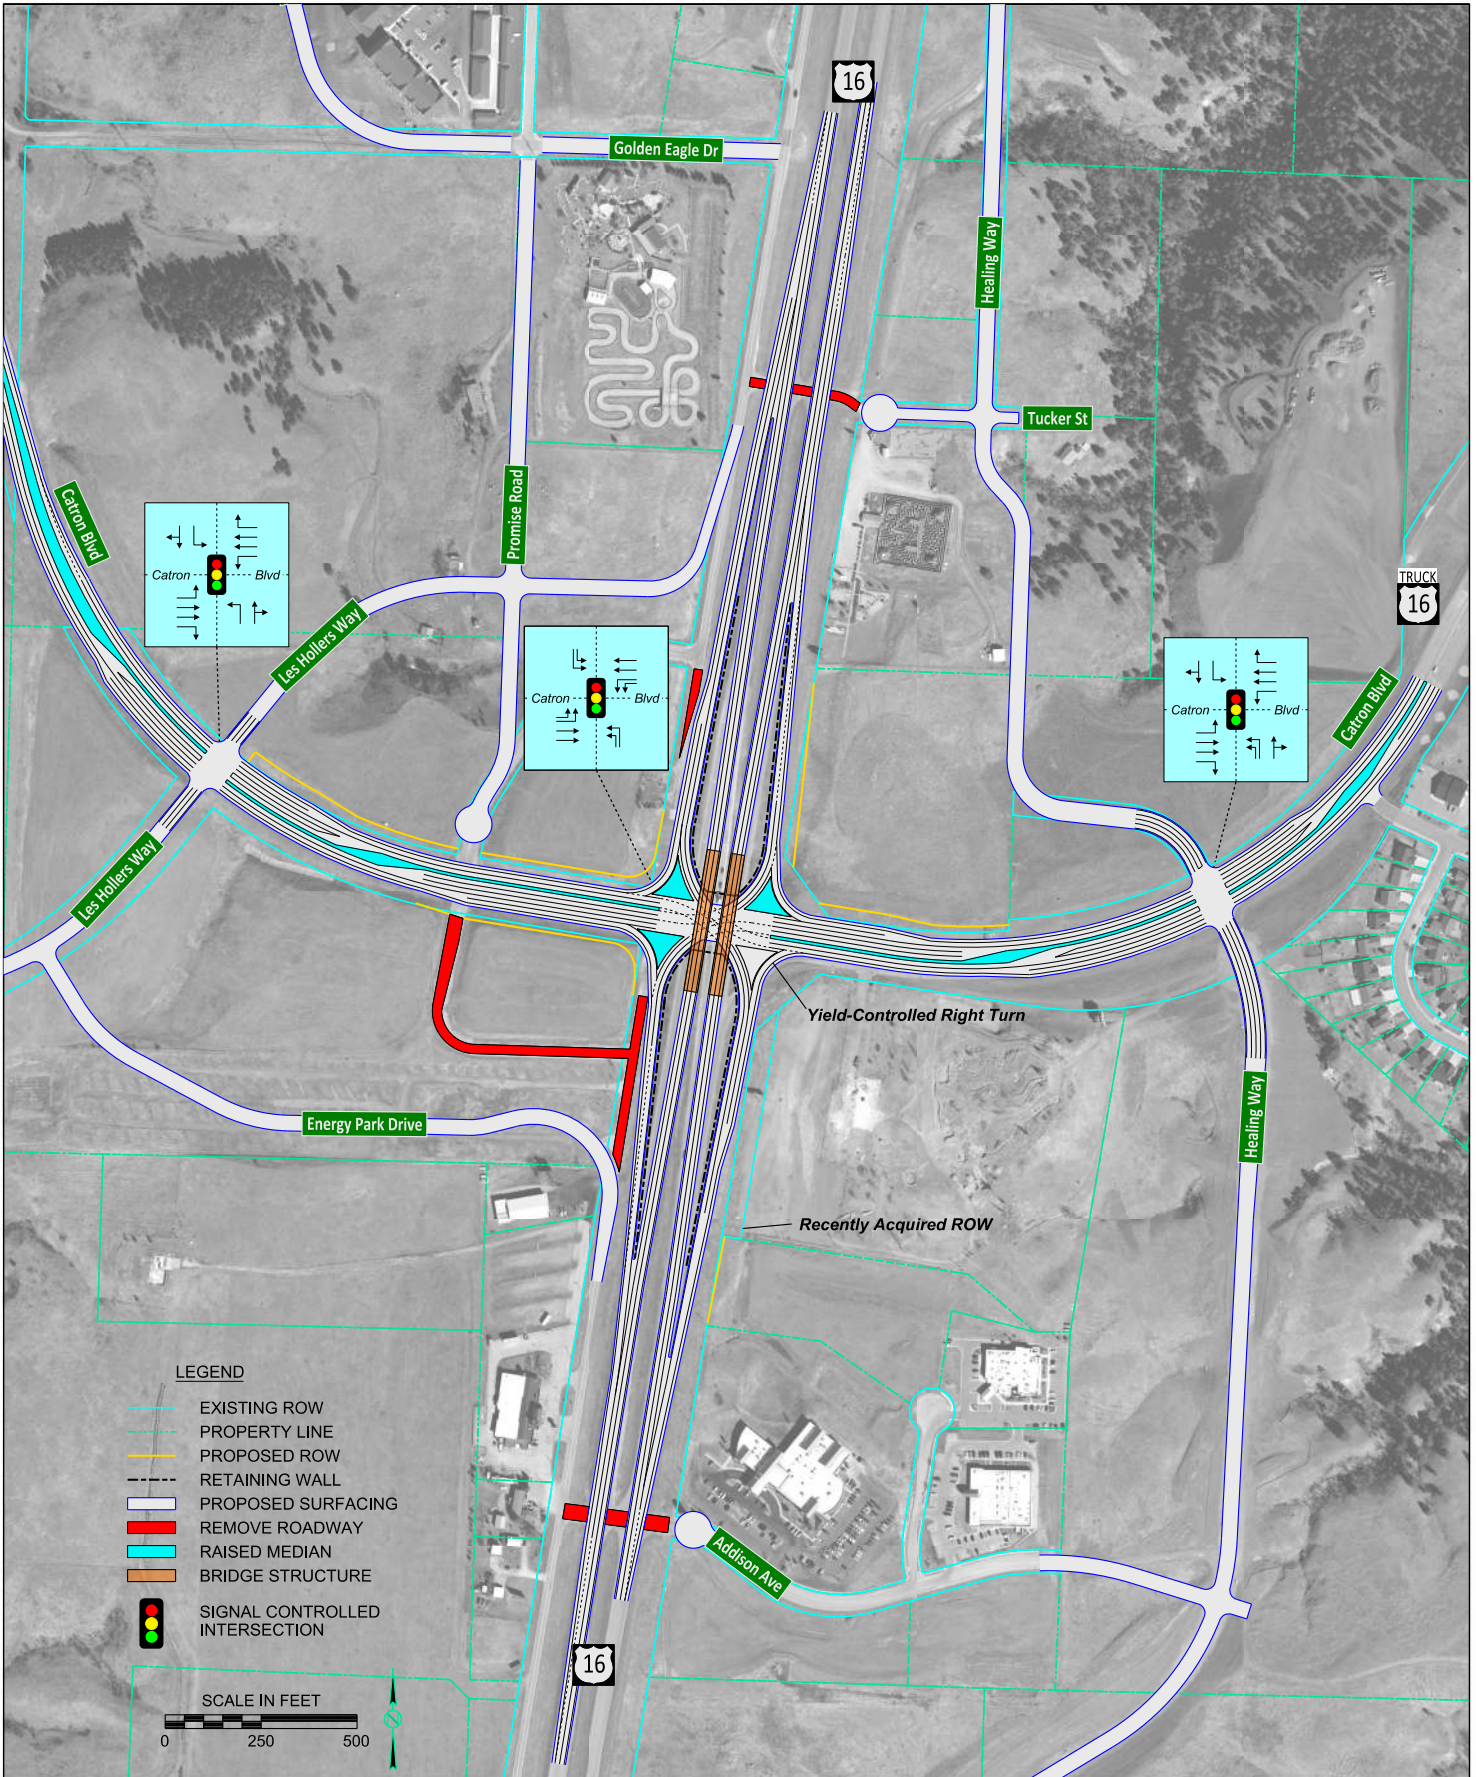 16
Golden Eagle Dr
Healing Way
Tucker St
Promise Road
Catron Blvd
Catron Blvd
Les Hollers Way
TRUCK
16
Catron Blvd
Catron Blvd
Catron Blvd
Les Hollers Way
Yield-Controlled Right Turn
Healing Way
Energy Park Drive
Recently Acquired ROW
LEGEND
EXISTING ROW
PROPERTY LINE
PROPOSED ROW
RETAINING WALL
PROPOSED SURFACING
REMOVE ROADWAY
RAISED MEDIAN
BRIDGE STRUCTURE
SIGNAL CONTROLLED
INTERSECTION
Addison Ave
16
SCALE IN FEET
0 250 500